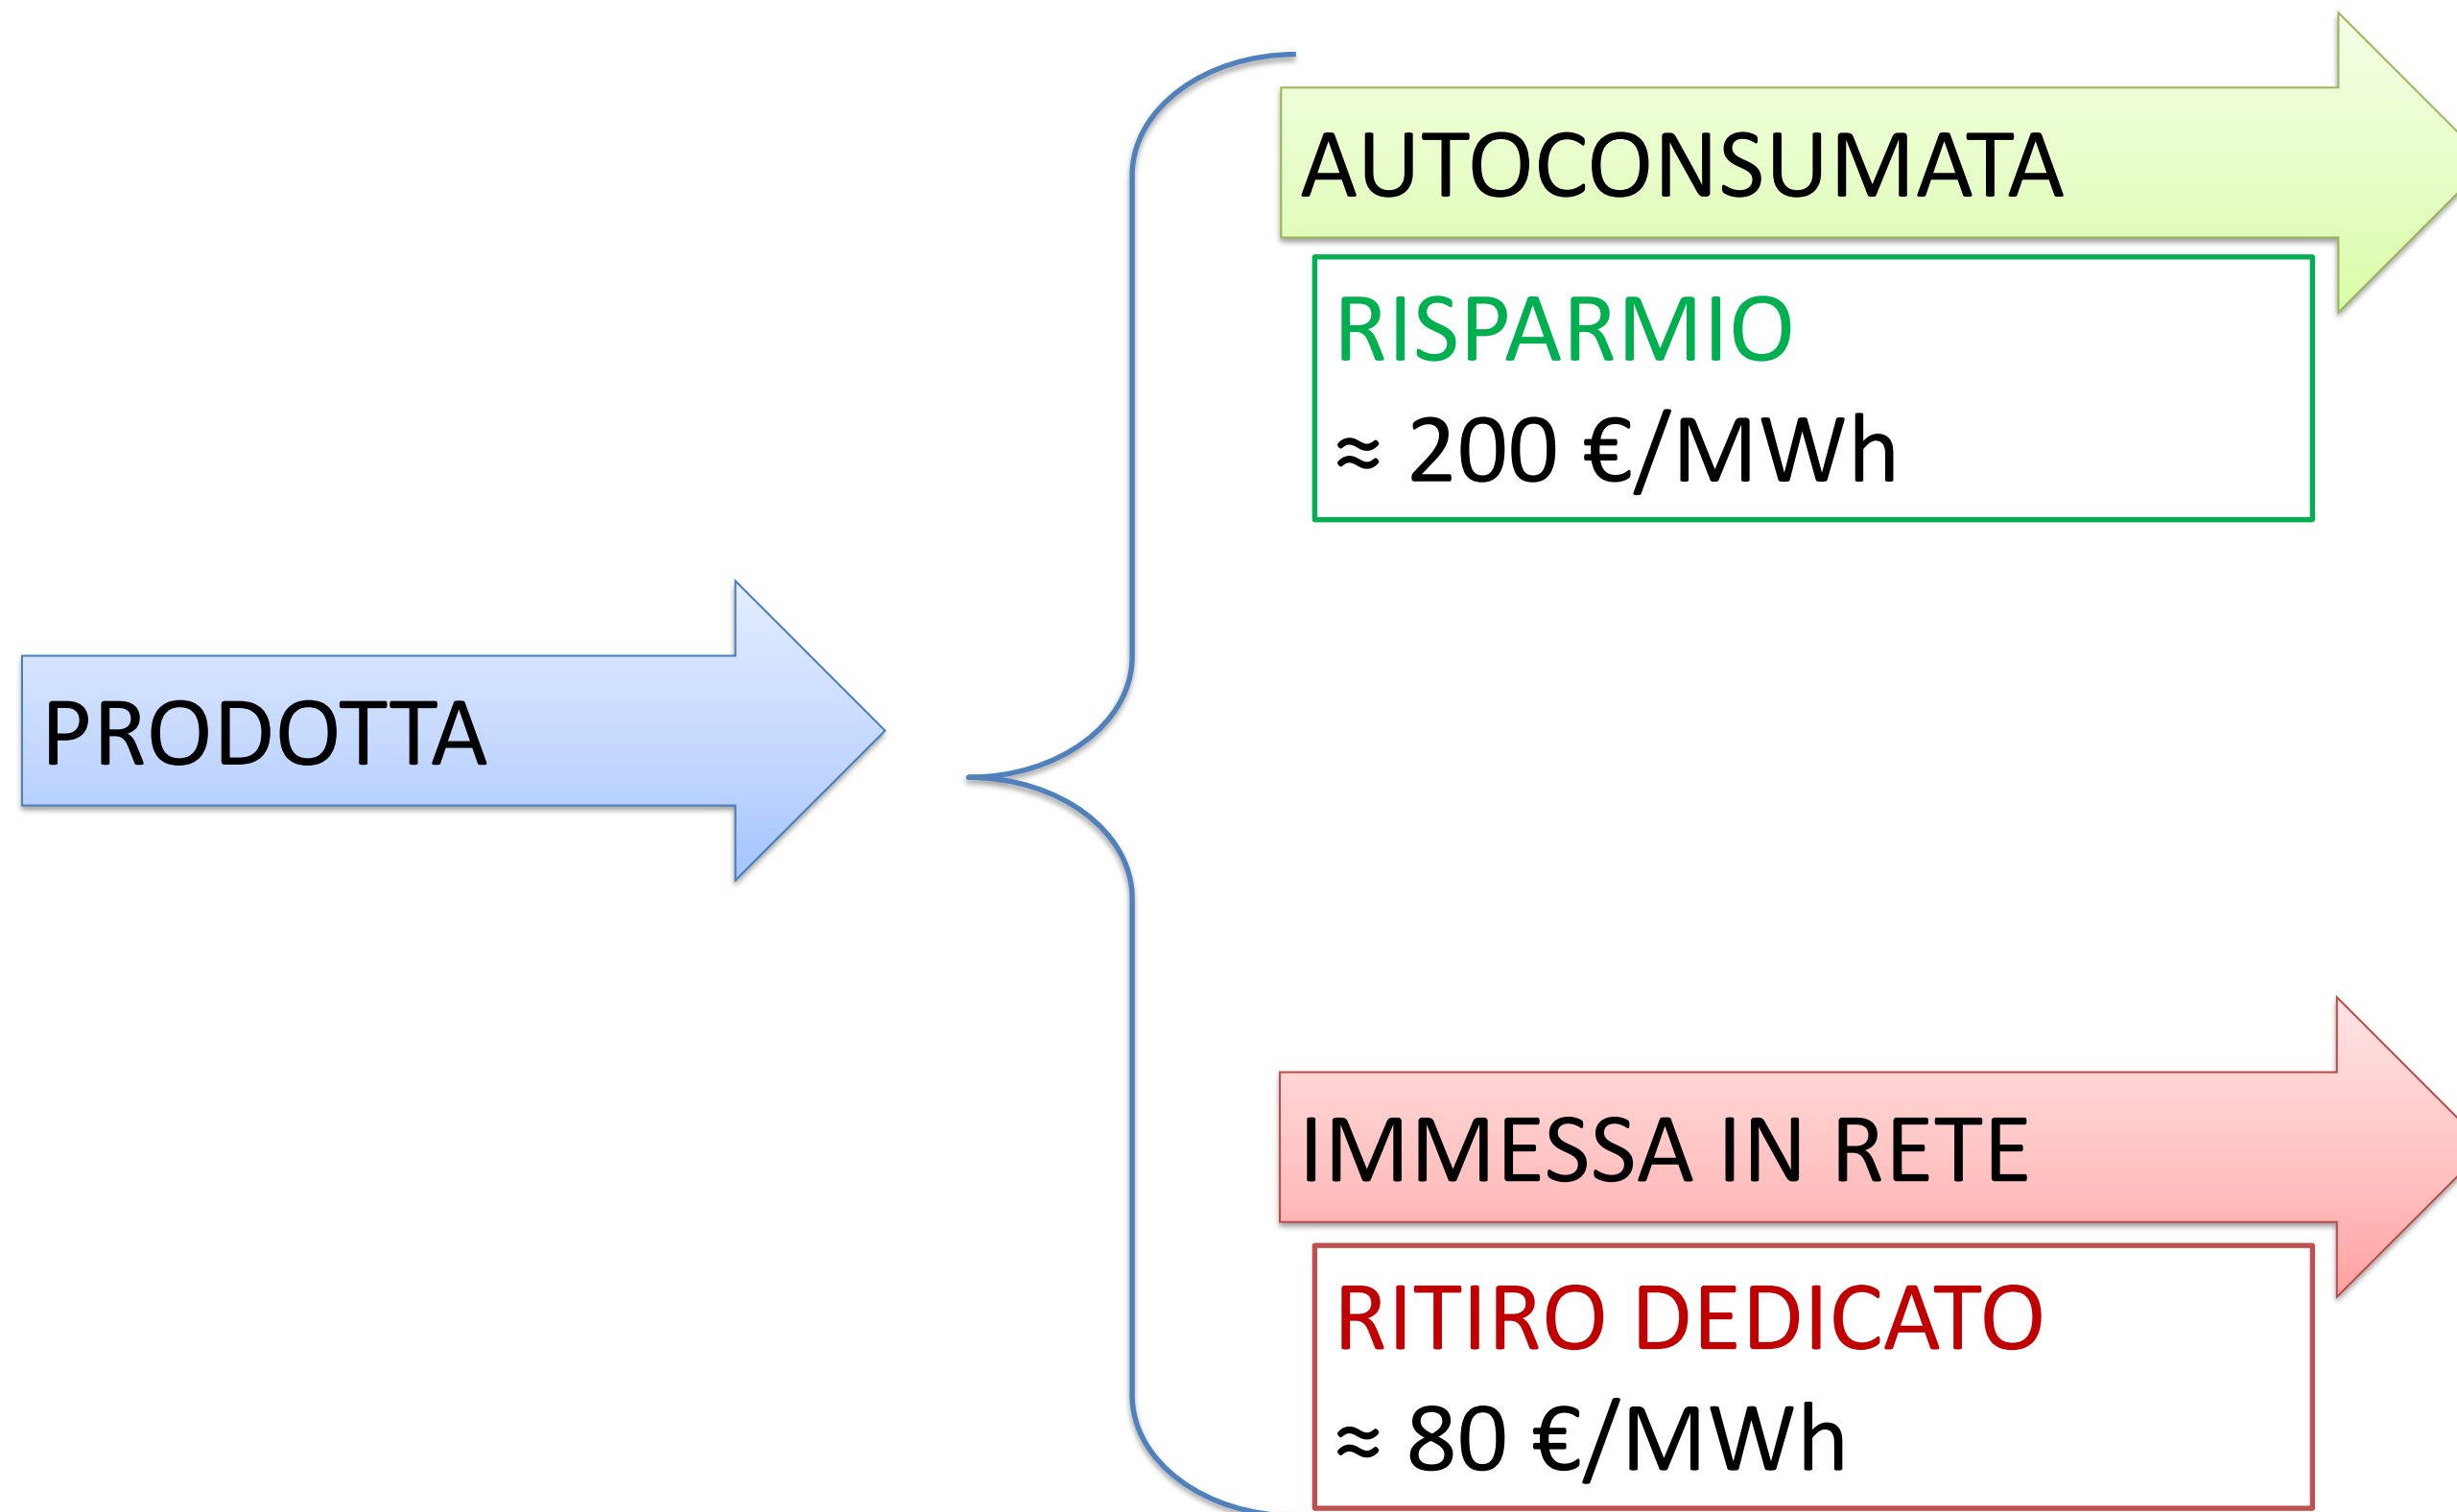 AUTOCONSUMATA
RISPARMIO
≈ 200 €/MWh
PRODOTTA
IMMESSA IN RETE
RITIRO DEDICATO
≈ 80 €/MWh